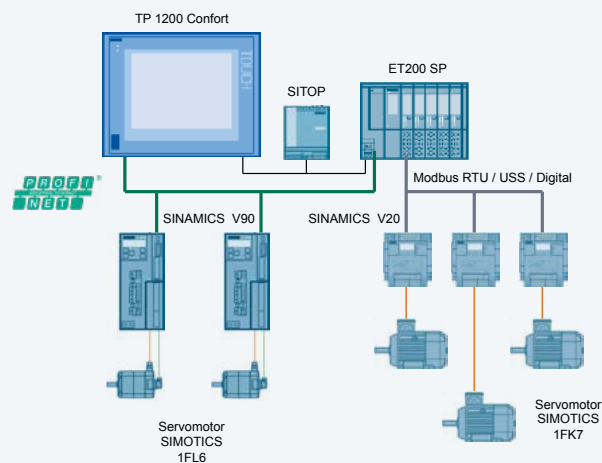 TP 1200 Confort
TOUCH
SITOP
ET200 SP
PROFI
NET
Modbus RTU / USS / Digital
SINAMICS V90
SINAMICS V20
Servomotor
SIMOTICS
1FL6
Servomotor
SIMOTICS
1FK7